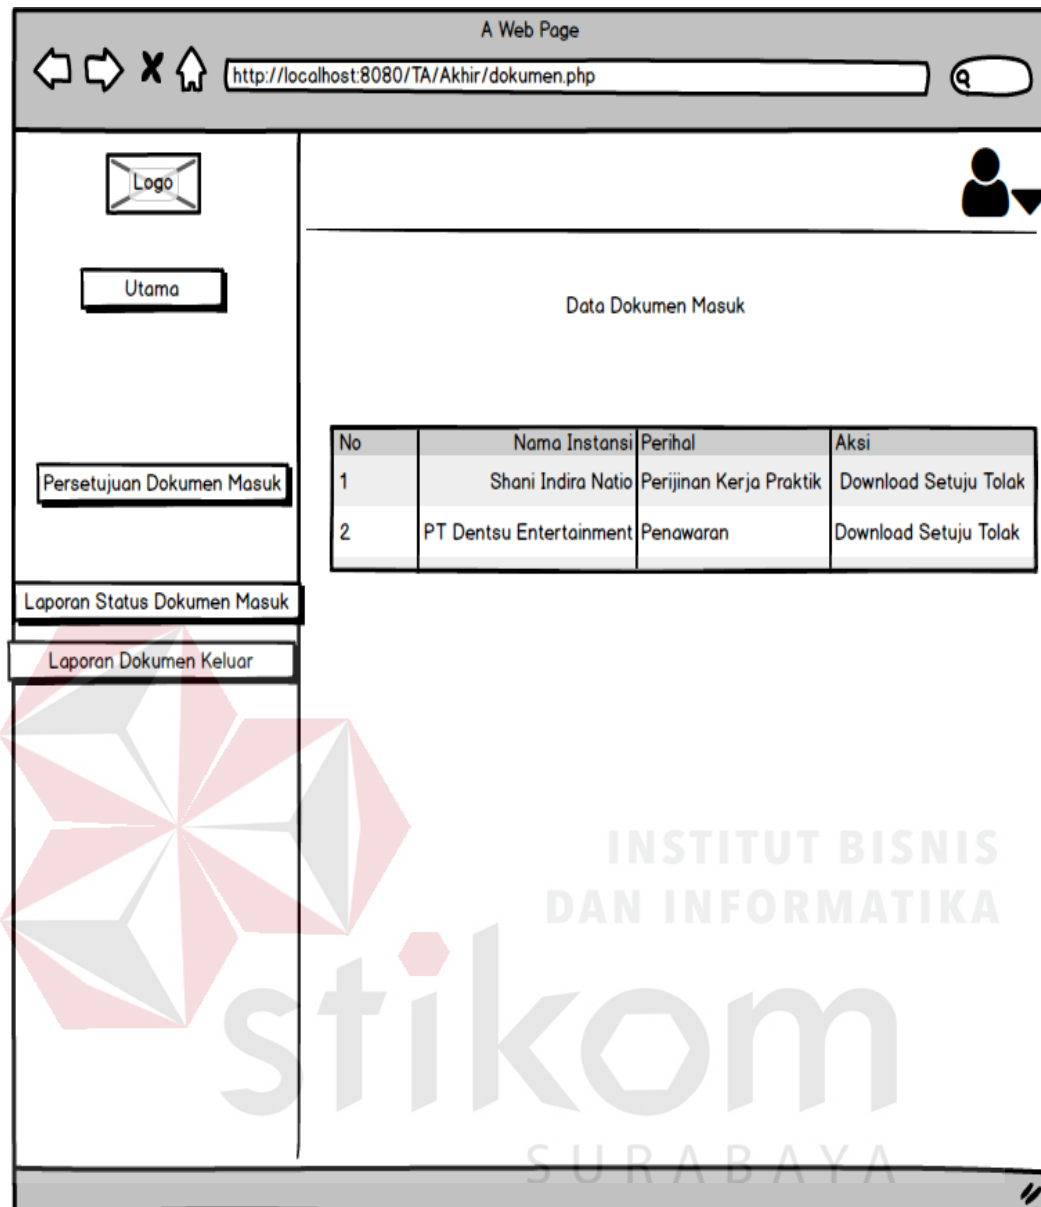 A Web Page
http://localhost:8080/TA/Akhir/dokumen.php
Logo
Utama
Persetujuan Dokumen Masuk
Laporan Status Dokumen Masuk
Laporan Dokumen Keluar
Data Dokumen Masuk
No Nama Instansi Perihal Aksi
1 Shani Indira Natio Perijinan Kerja Praktik Download Setuju Tolak
2 PT Dentsu Entertainment Penawaran Download Setuju Tolak
INSTITUT BISNIS
DAN INFORMATIKA
stikom
SURABAYA